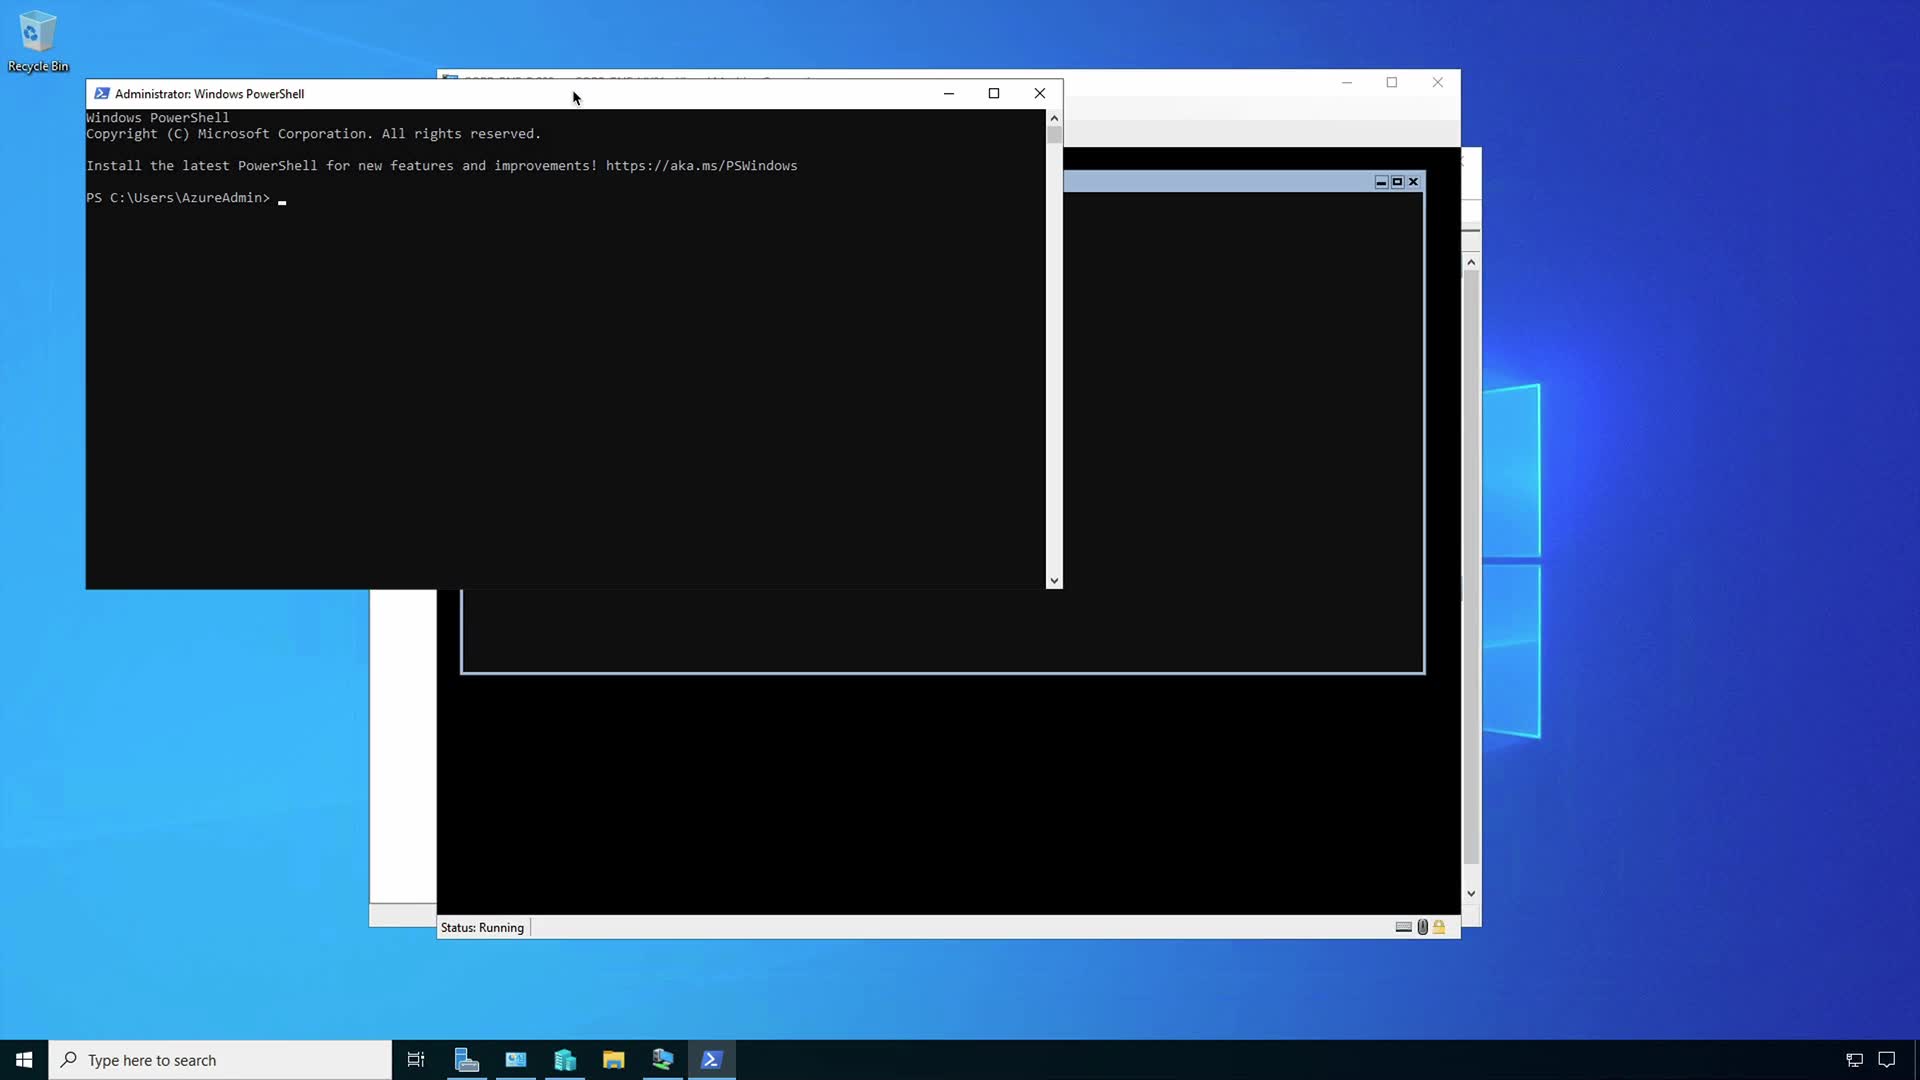 Recycle Bin
Administrator: Windows PowerShell
Windows PowerShell
Copyright (C) Microsoft Corporation. All rights reserved.
Install the latest PowerShell for new features and improvements! https://aka.ms/PSWindows
PS C:\Users\AzureAdmin>
Status: Running
Type here to search